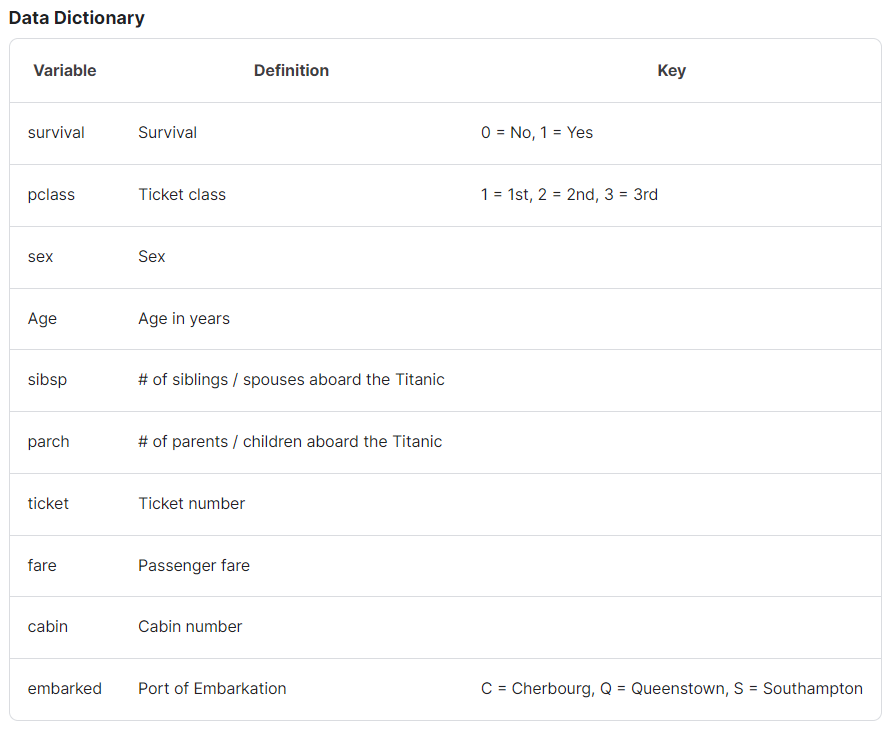 Data Dictionary
Variable Definition Key
survival Survival 0 = No, 1 = Yes
pclass Ticket class 1 = 1st, 2 = 2nd, 3 = 3rd
sex Sex
Age Age in years
sibsp # of siblings / spouses aboard the Titanic
parch # of parents / children aboard the Titanic
ticket Ticket number
fare Passenger fare
cabin Cabin number
embarked Port of Embarkation C = Cherbourg, Q = Queenstown, S = Southampton